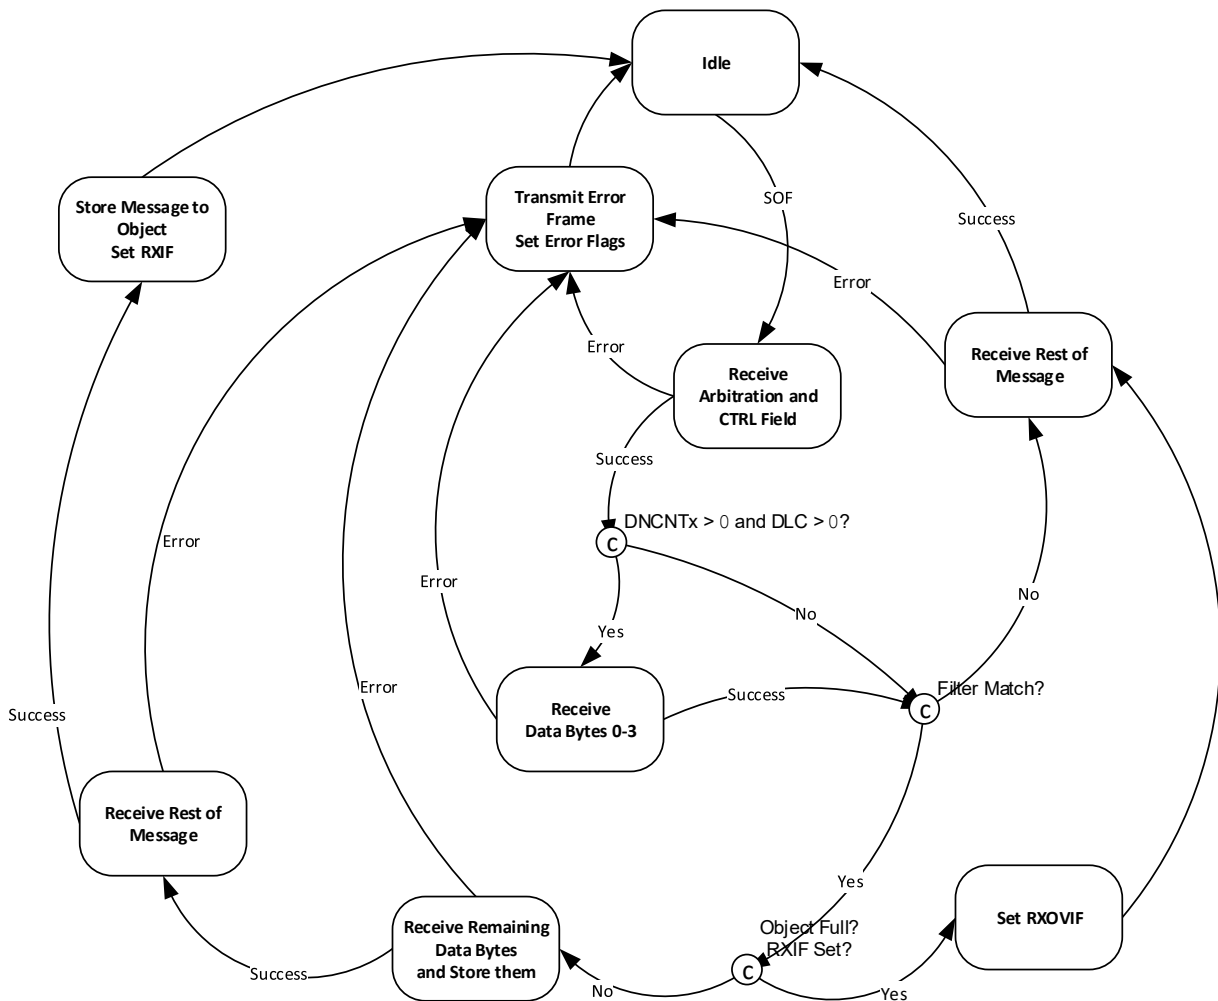 Idle
Transmit Error
Frame
Set Error Flags
Store Message to
Object
Set RXIF
SOF
Success
Error
Receive Rest of
Message
Error
Receive
Arbitration and
CTRL Field
Success
DNCNTx > 0 and DLC > 0?
C
Error
Error
Yes
No
No
Receive
Data Bytes 0-3
Success
Filter Match?
C
Error
Success
Receive Rest of
Message
Yes
Object Full?
RXIF Set?
C
Set RXOVIF
Receive Remaining
Data Bytes
and Store them
Success
No
Yes